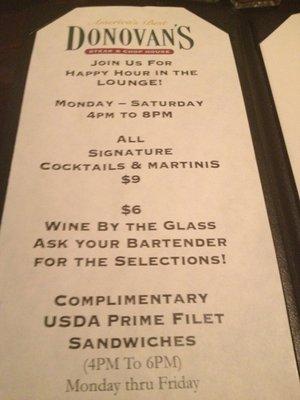 America's Best
DONOVAN'S
STEAK & CHOP HOUSE
JOIN US FOR
HAPPY HOUR IN THE
LOUNGE!
MONDAY – SATURDAY
4PM TO 8PM
ALL
SIGNATURE
COCKTAILS & MARTINIS
$9
$6
WINE BY THE GLASS
ASK YOUR BARTENDER
FOR THE SELECTIONS!
COMPLIMENTARY
USDA PRIME FILET
SANDWICHES
(4PM To 6PM)
Monday thru Friday